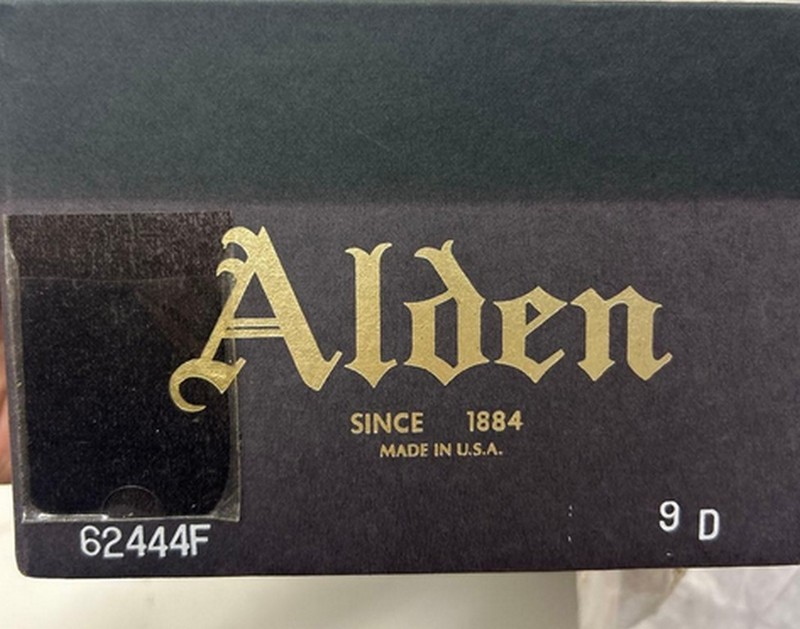 Alden
SINCE 1884
MADE IN U.S.A.
62444F
9 D